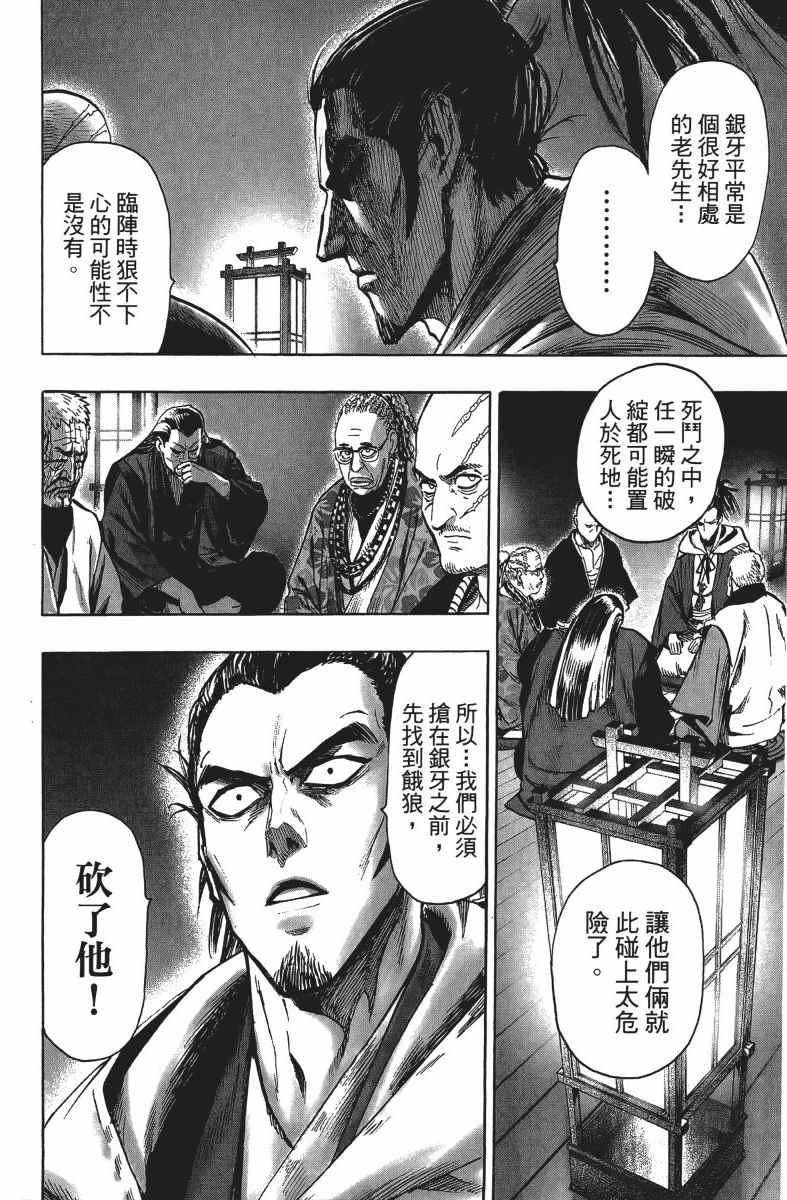 銀牙平常是
個很好相處
的老先生…
………
臨陣時狠不下
心的可能性不
是沒有。
死鬥之中，
任一瞬的破
綻都可能置
人於死地…
讓他們倆就
此碰上太危
險了。
所以…我們必須
搶在銀牙之前，
先找到餓狼，
砍了他！